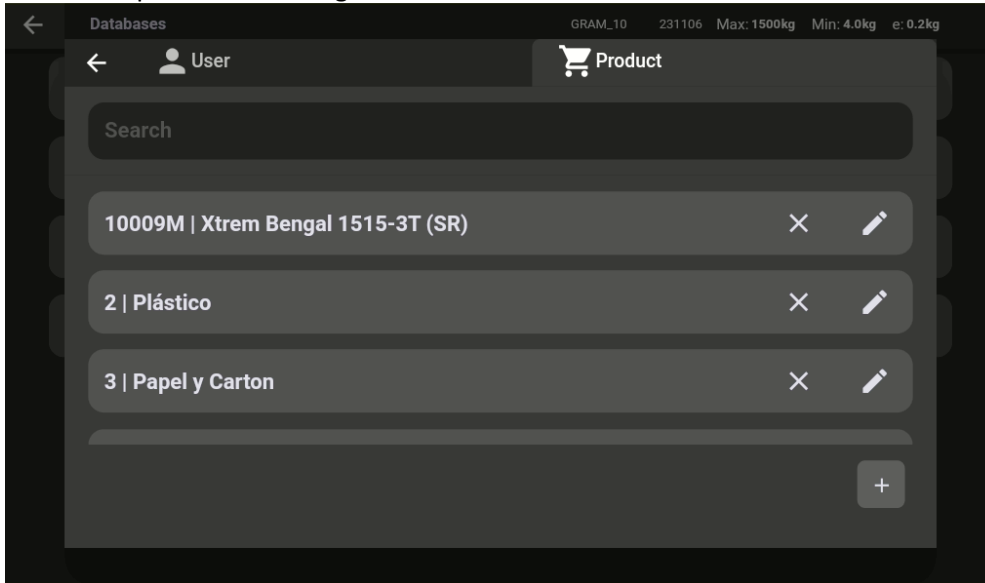 Databases
GRAM_10 231106 Max: 1500kg Min: 4.0kg e: 0.2kg
User
Product
Search
10009M | Xtrem Bengal 1515-3T (SR)
2 | Plástico
3 | Papel y Carton